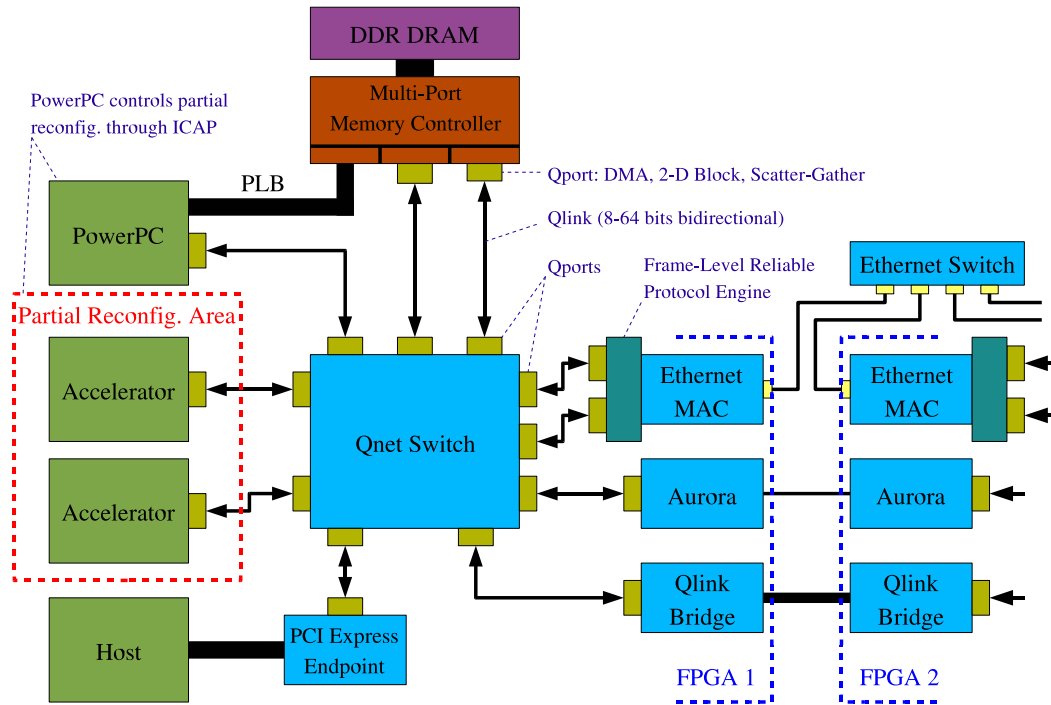 DDR DRAM
Multi-Port
Memory Controller
PowerPC controls partial
reconfig. through ICAP
PLB
Qport: DMA, 2-D Block, Scatter-Gather
PowerPC
Qlink (8-64 bits bidirectional)
Qports
Frame-Level Reliable
Protocol Engine
Ethernet Switch
Partial Reconfig. Area
Accelerator
Ethernet
MAC
Ethernet
MAC
Qnet Switch
Accelerator
Aurora
Aurora
Qlink
Bridge
Qlink
Bridge
Host
PCI Express
Endpoint
FPGA 1
FPGA 2